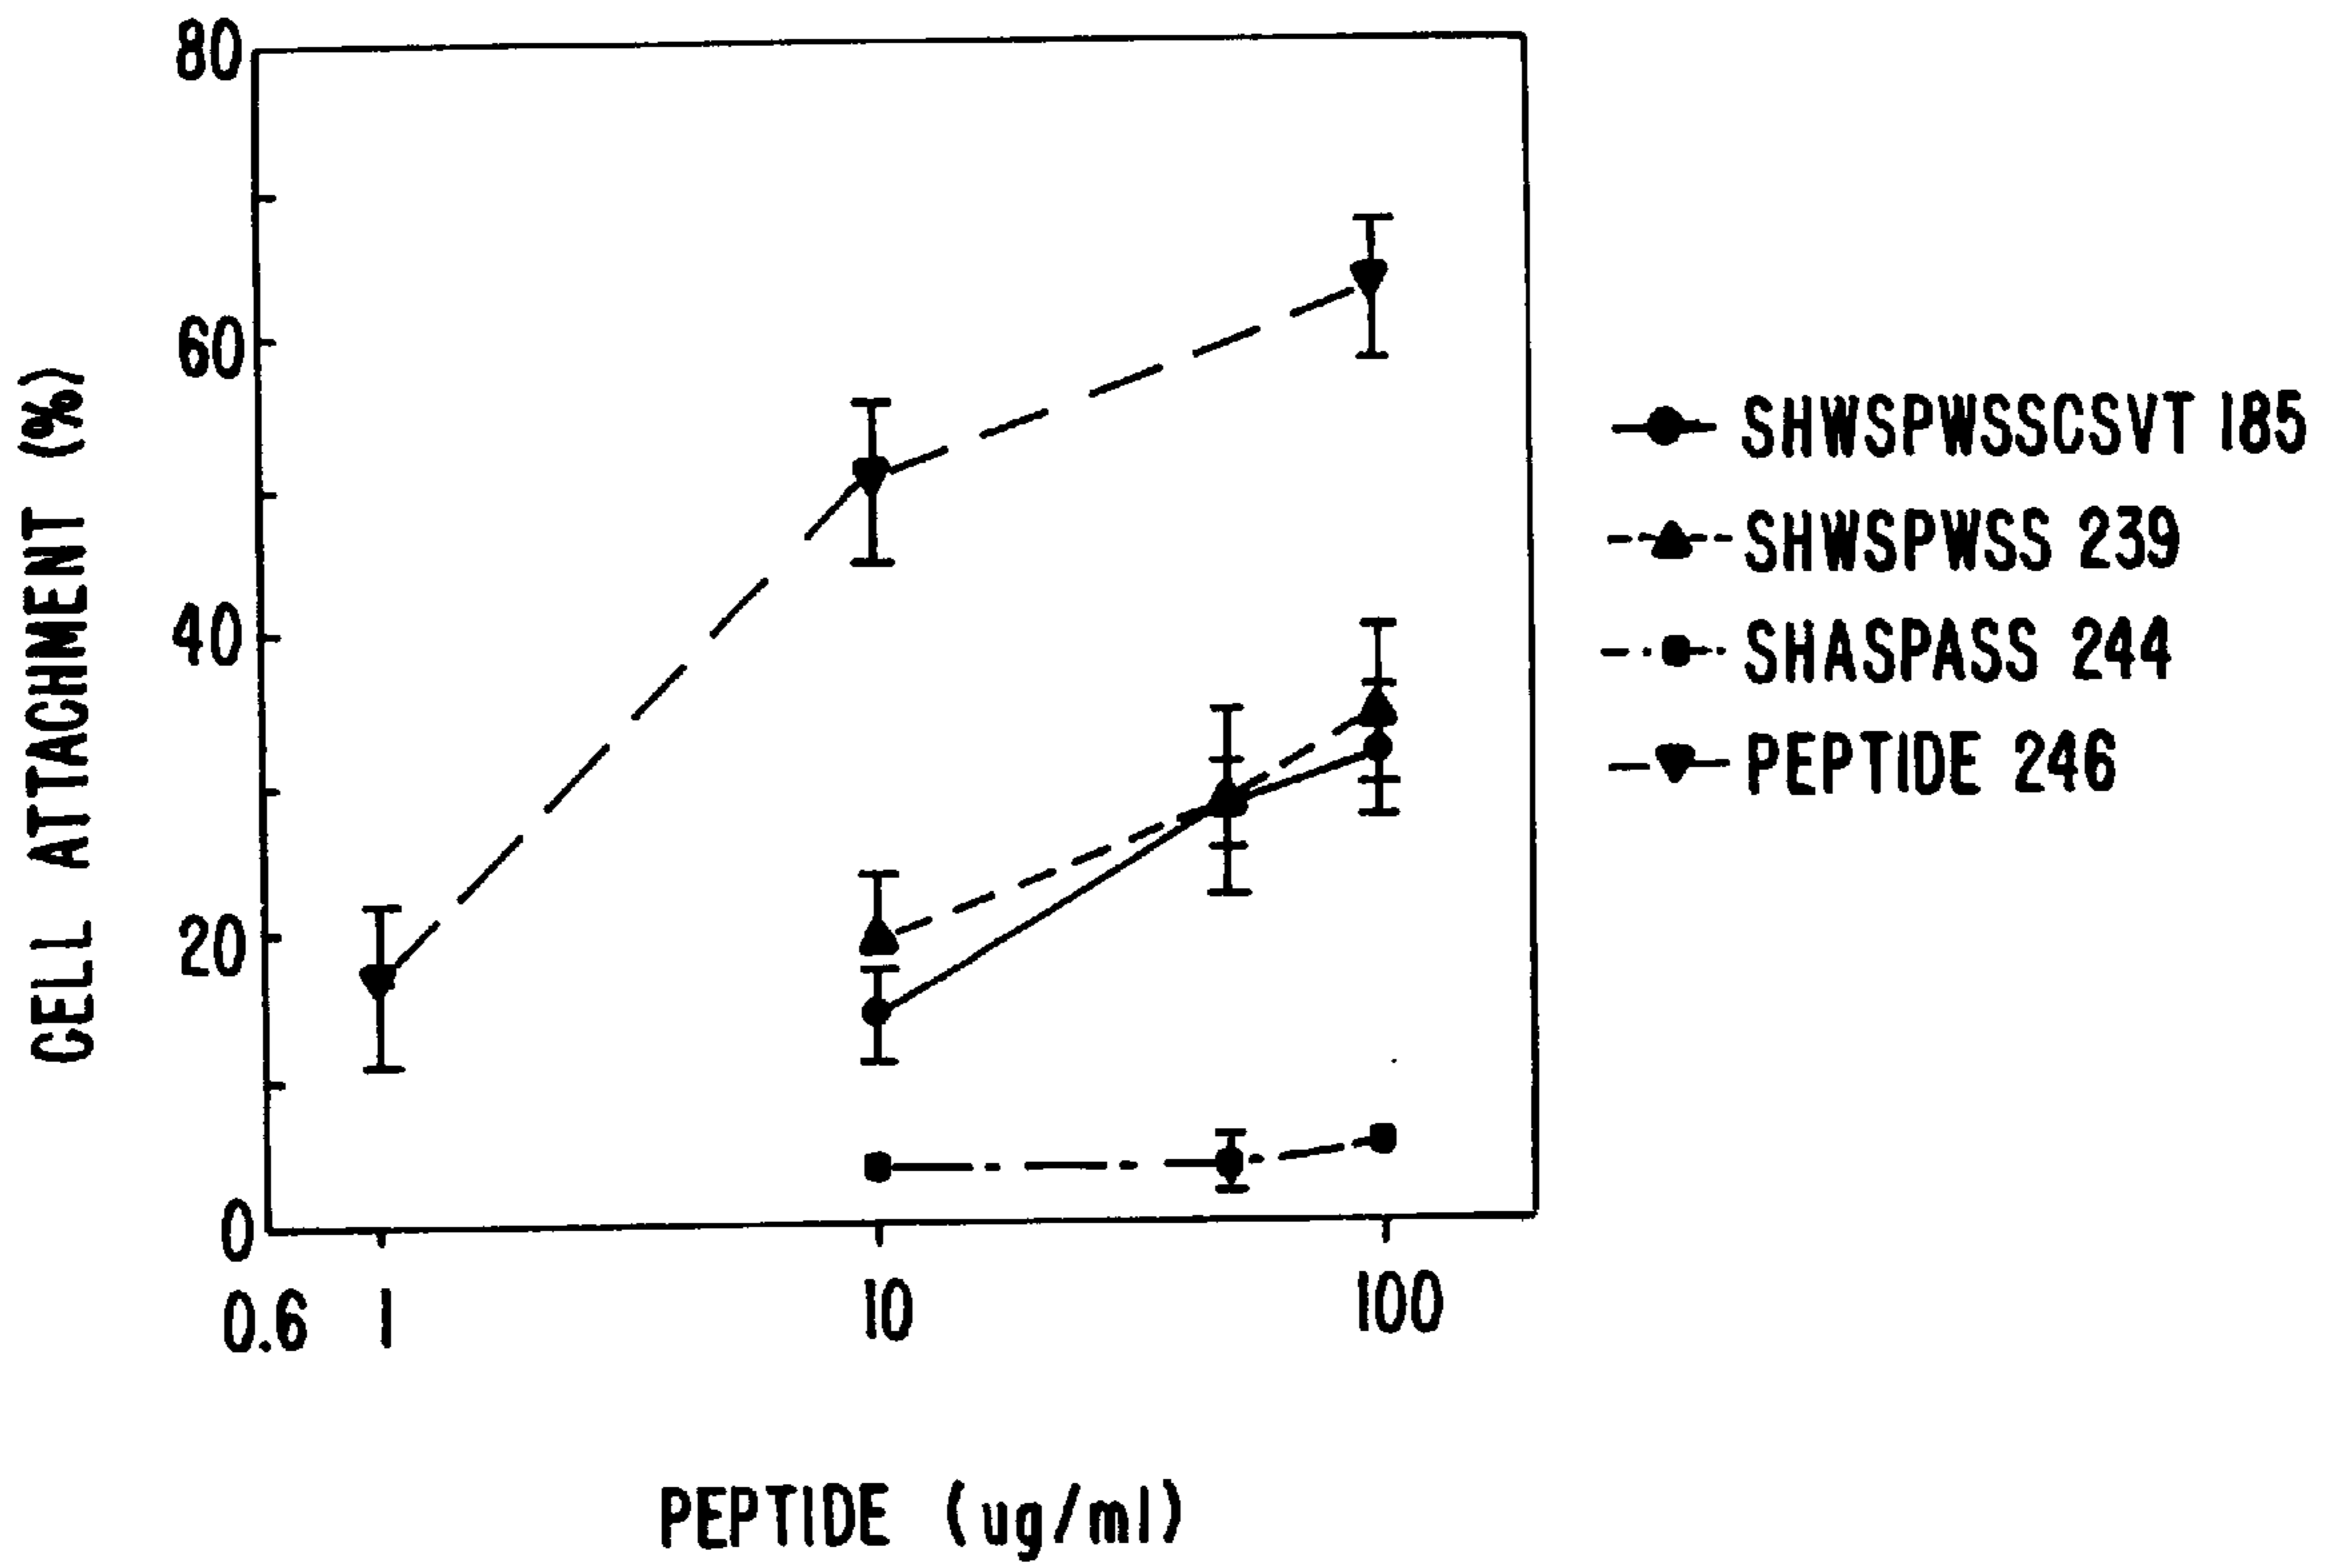 80
60
40
20
0
CELL ATTACHMENT (%)
0.6 1 10 100
PEPTIDE (ug/ml)
SHWSPWSSCSVT 185
SHWSPWSS 239
SHASPASS 244
PEPTIDE 246